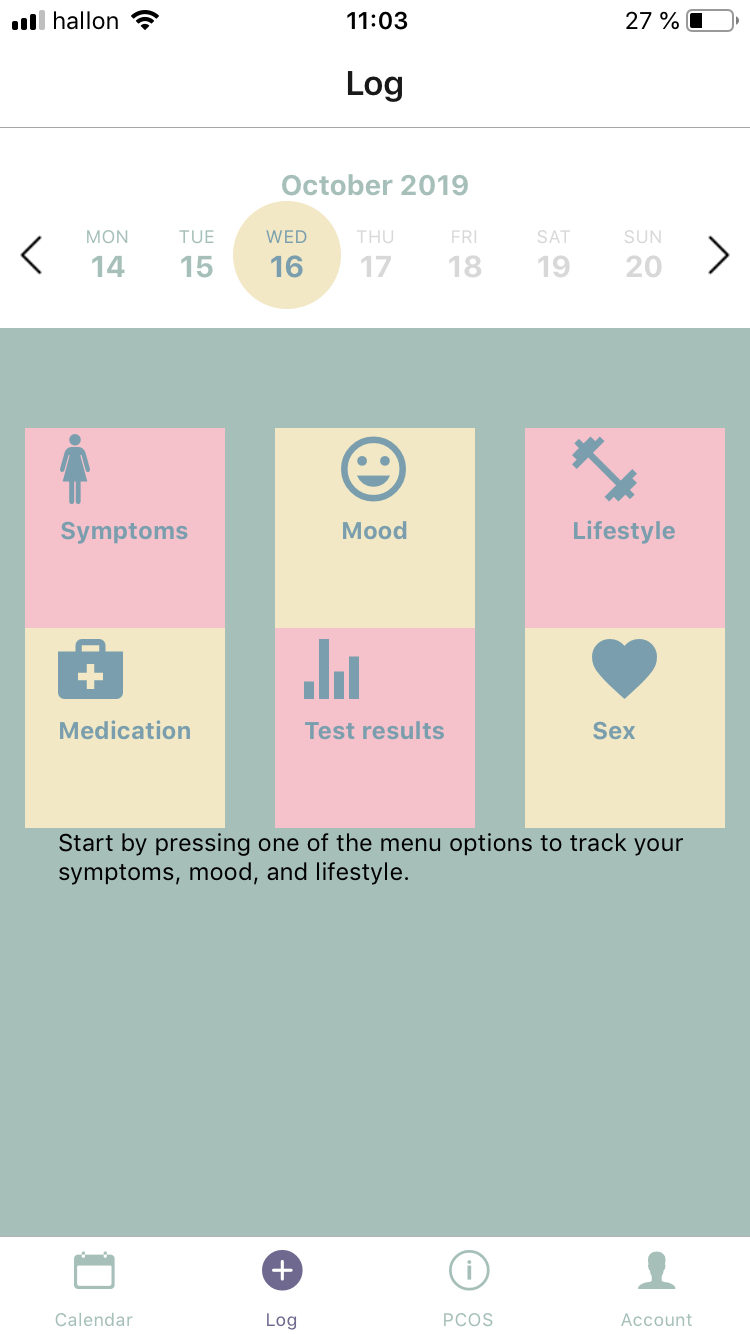 hallon 11:03 27 %
Log
October 2019
MON TUE WED THU FRI SAT SUN
14 15 16 17 18 19 20
Symptoms Mood Lifestyle
Medication Test results Sex
Start by pressing one of the menu options to track your
symptoms, mood, and lifestyle.
Calendar Log PCOS Account